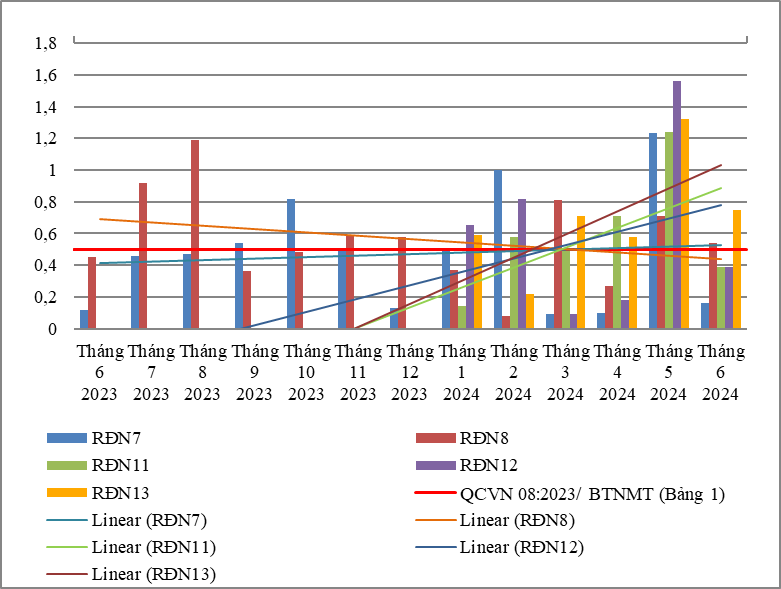 1,8
1,6
1,4
1,2
1
0,8
0,6
0,4
0,2
0
Tháng Tháng Tháng Tháng Tháng Tháng Tháng Tháng Tháng Tháng Tháng Tháng Tháng
6 7 8 9 10 11 12 1 2 3 4 5 6
2023 2023 2023 2023 2023 2023 2023 2024 2024 2024 2024 2024 2024
RĐN7 RĐN8
RĐN11 RĐN12
RĐN13 QCVN 08:2023/ BTNMT (Bảng 1)
Linear (RĐN7) Linear (RĐN8)
Linear (RĐN11) Linear (RĐN12)
Linear (RĐN13)